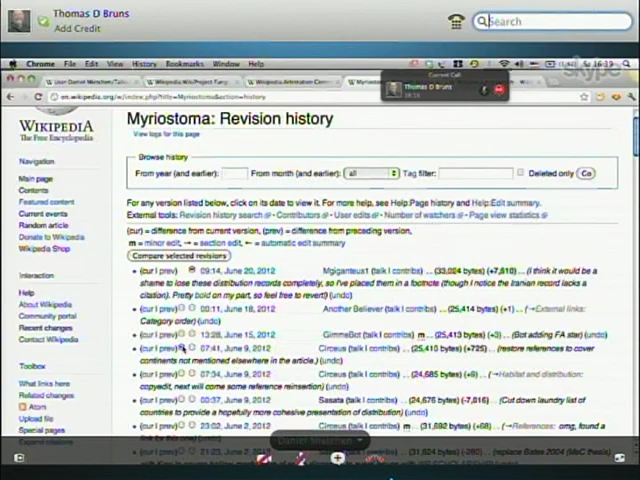 Thomas D Bruns
Add Credit
Search
Chrome File Edit View History Bookmarks Window Help
16:39
Current Call
Thomas D Bruns
en.wikipedia.org/w/index.php?title=Myriostoma&action=history
WIKIPEDIA
The Free Encyclopedia
Navigation
Main page
Contents
Featured content
Current events
Random article
Donate to Wikipedia
Wikipedia Shop
Interaction
Help
About Wikipedia
Community portal
Recent changes
Contact Wikipedia
Toolbox
What links here
Related changes
Atom
Upload file
Special pages
Myriostoma: Revision history
View logs for this page
Browse history
From year (and earlier): From month (and earlier): all Tag filter: Deleted only Go
For any version listed below, click on its date to view it. For more help, see Help:Page history and Help:Edit summary.
External tools: Revision history search · Contributors · User edits · Number of watchers · Page view statistics
(cur) = difference from current version, (prev) = difference from preceding version,
m = minor edit, → = section edit, ← = automatic edit summary
Compare selected revisions
(cur | prev) 09:14, June 20, 2012 Mgiganteus1 (talk | contribs) .. (33,024 bytes) (+7,610) .. (I think it would be a
shame to lose these distribution records completely, so I've placed them in a footnote (though I notice the Iranian record lacks a
citation). Pretty bold on my part, so feel free to revert!) (undo)
(cur | prev) 00:11, June 18, 2012 Another Believer (talk | contribs) .. (25,414 bytes) (+1) .. (→External links:
Category order) (undo)
(cur | prev) 13:28, June 15, 2012 GimmeBot (talk | contribs) m .. (25,413 bytes) (+3) .. (Bot adding FA star) (undo)
(cur | prev) 07:41, June 9, 2012 Circeus (talk | contribs) .. (25,410 bytes) (+725) .. (restore references to cover
continents not mentioned elsewhere in the article.) (undo)
(cur | prev) 07:34, June 9, 2012 Circeus (talk | contribs) .. (24,685 bytes) (+9) .. (→Habitat and distribution:
copyedit, next will come some reference reinsertion) (undo)
(cur | prev) 00:37, June 9, 2012 Sasata (talk | contribs) .. (24,676 bytes) (-7,016) .. (Cut down laundry list of
countries to provide a hopefully more cohesive presentation of distribution) (undo)
(cur | prev) 23:02, June 2, 2012 Circeus (talk | contribs) m .. (31,692 bytes) (+68) .. (→References: omg, found a